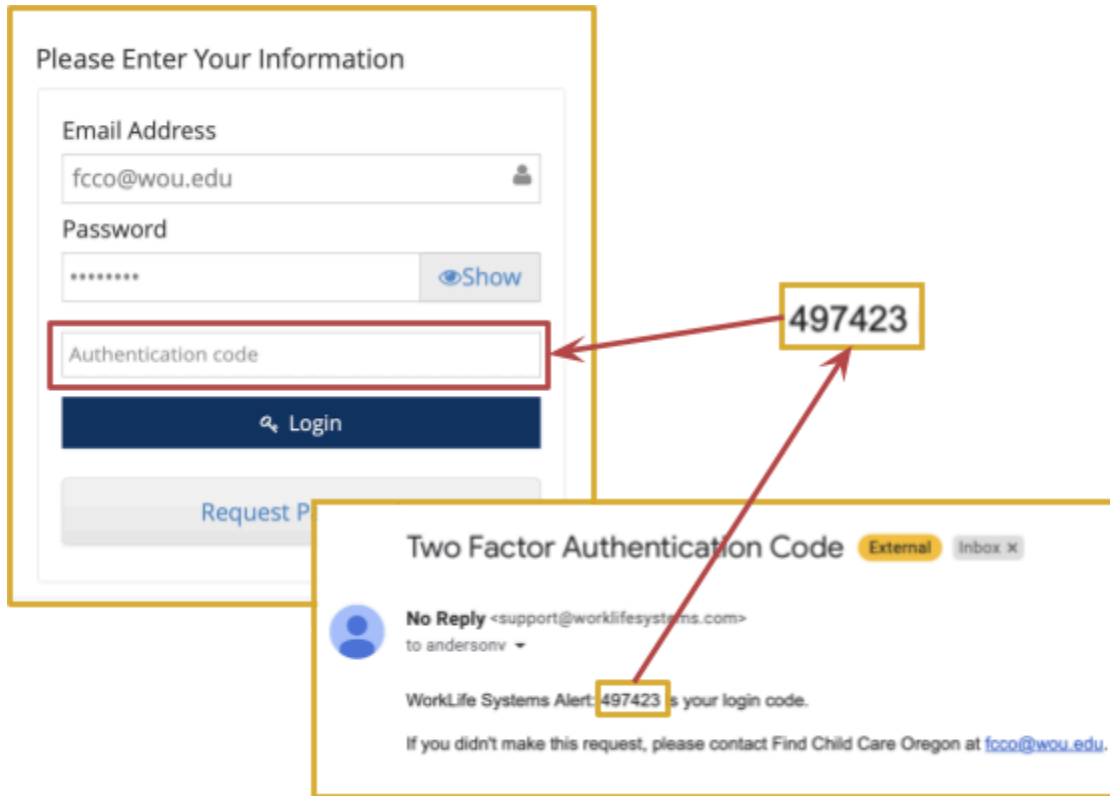 Please Enter Your Information
Email Address
fcco@wou.edu
Password
••••••••
Show
Authentication code
Login
Request P
497423
Two Factor Authentication Code External Inbox x
No Reply <support@worklifesystems.com>
to andersonv
WorkLife Systems Alert: 497423 is your login code.
If you didn't make this request, please contact Find Child Care Oregon at fcco@wou.edu.